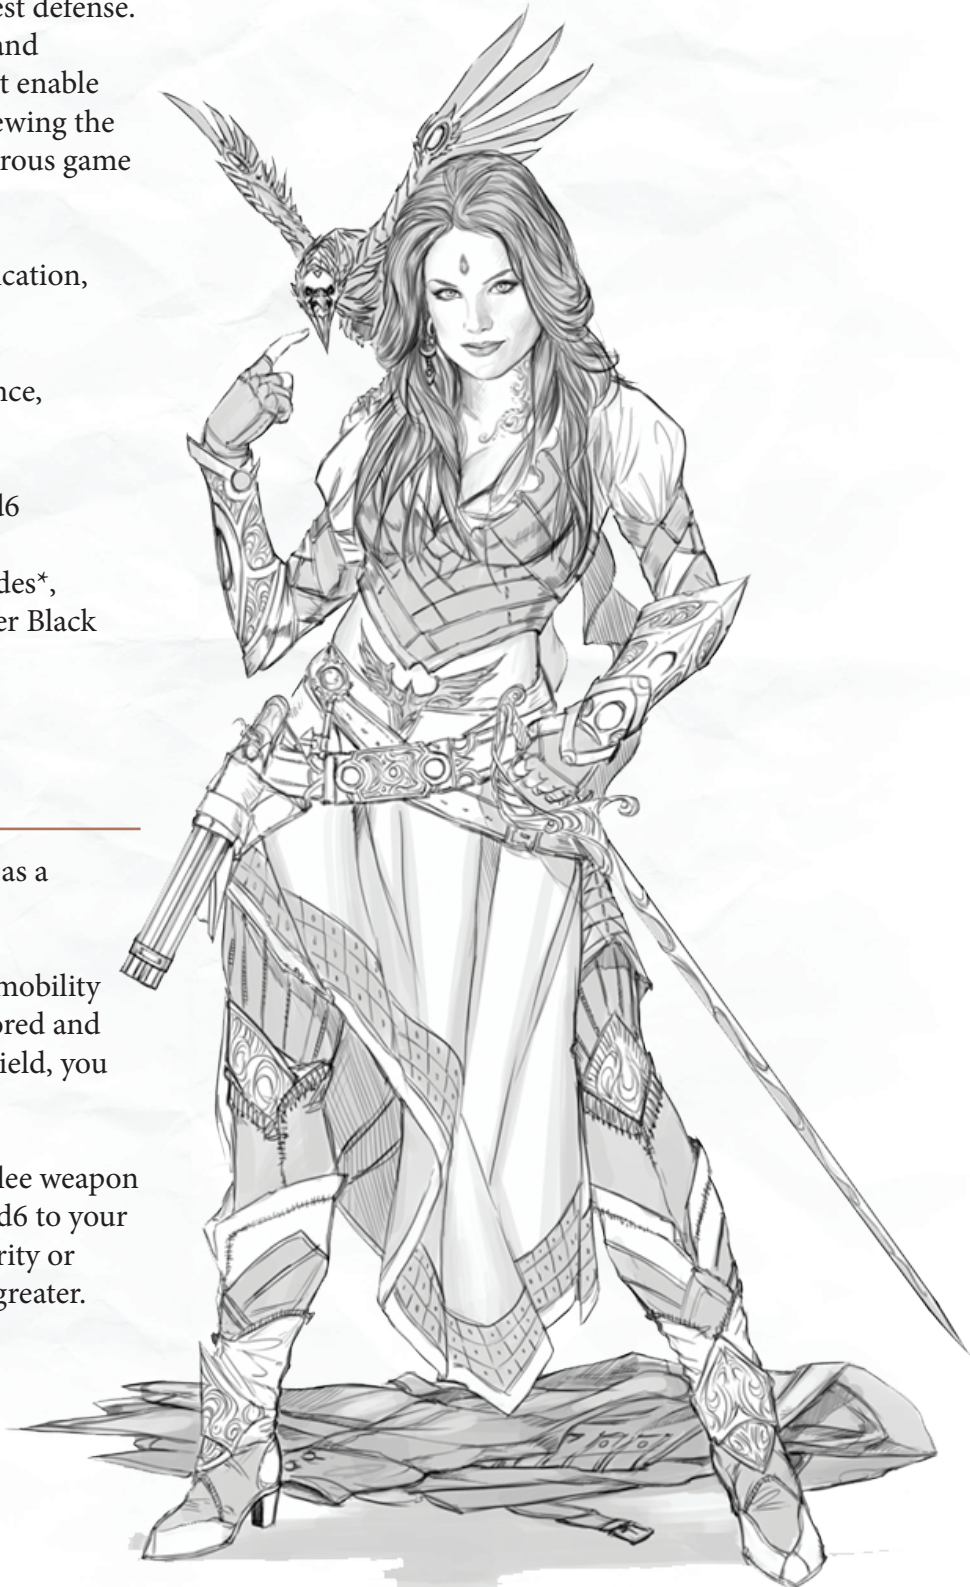 est defense.
and
t enable
ewing the
rous game
ication,
nce,
d6
des*,
er Black
as a
mobility
ored and
ield, you
lee weapon
d6 to your
rity or
greater.